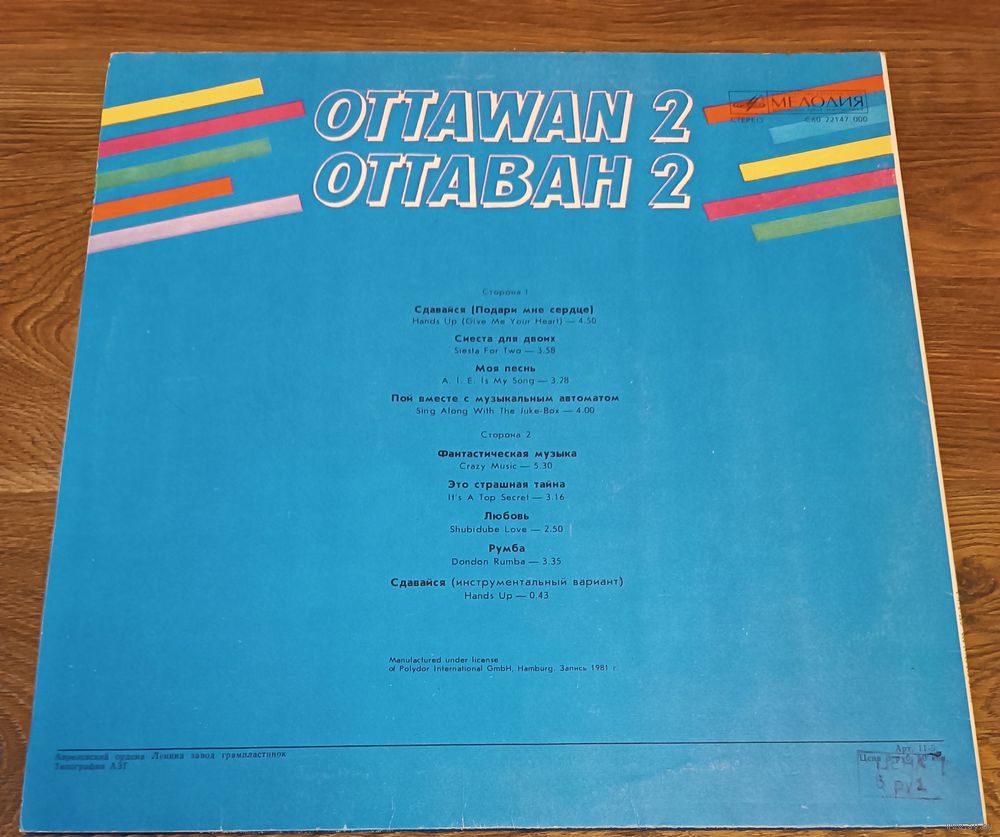 OTTAWAN 2
ОТТАВАН 2
МЕЛОДИЯ
СТЕРЕО С60 22147 000
Сторона 1
Сдавайся (Подари мне сердце)
Hands Up (Give Me Your Heart) — 4.50
Сиеста для двоих
Siesta For Two — 3.58
Моя песнь
A. I. E. Is My Song — 3.28
Пой вместе с музыкальным автоматом
Sing Along With The Juke-Box — 4.00
Сторона 2
Фантастическая музыка
Crazy Music — 5.30
Это страшная тайна
It's A Top Secret — 3.16
Любовь
Shubidube Love — 2.50
Румба
Dondon Rumba — 3.35
Сдавайся (инструментальный вариант)
Hands Up — 0.43
Manufactured under license
of Polydor International GmbH, Hamburg. Запись 1981 г.
Апрелевский ордена Ленина завод грампластинок
Типография АЗГ
Арт. 11-5
Цена